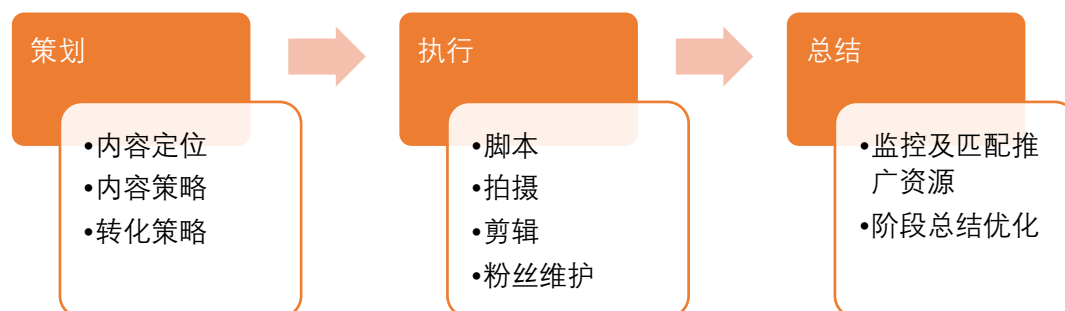 策划
•内容定位
•内容策略
•转化策略
执行
•脚本
•拍摄
•剪辑
•粉丝维护
总结
•监控及匹配推
广资源
•阶段总结优化